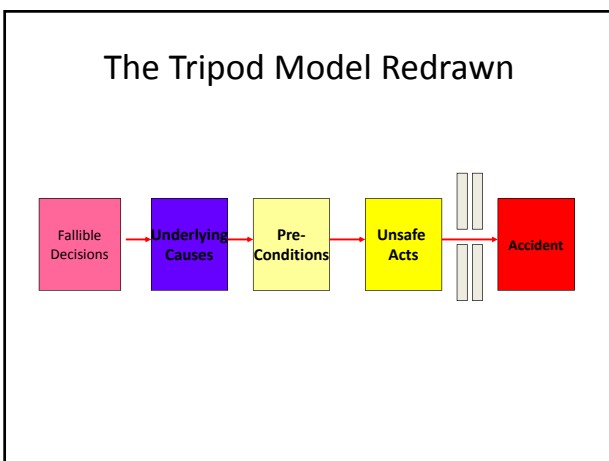 The Tripod Model Redrawn
Fallible
Decisions
Underlying
Causes
Pre-
Conditions
Unsafe
Acts
Accident